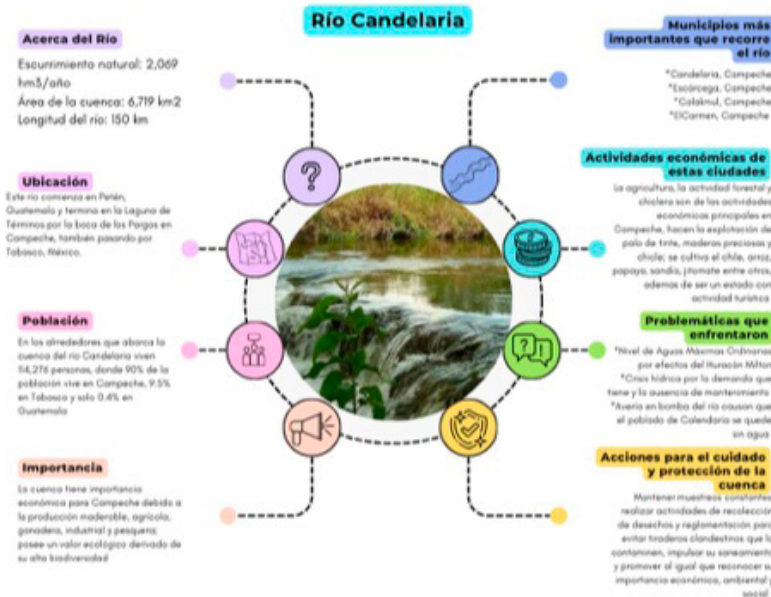 Río Candelaria
Acerca del Río
Escurrimiento natural: 2,069
hm3/año
Área de la cuenca: 6,719 km2
Longitud del río: 150 km
Ubicación
Este río comienza en Petén,
Guatemala y termina en la Laguna de
Términos por la boca de los Pargos en
Campeche, también pasando por
Tabasco, México.
Población
En los alrededores que abarca la
cuenca del río Candelaria viven
114,276 personas, donde 90% de la
población vive en Campeche, 9.5%
en Tabasco y solo 0.4% en
Guatemala
Importancia
La cuenca tiene importancia
económica para Campeche debido a
la producción maderable, agrícola,
ganadera, industrial y pesquera;
posee un valor ecológico derivado de
su alta biodiversidad
Municipios más
importantes que recorre
el río
*Candelaria, Campeche
*Escárcega, Campeche
*Calakmul, Campeche
*ElCarmen, Campeche
Actividades económicas de
estas ciudades
La agricultura, la actividad forestal y
chiclera son de las actividades
económicas principales en
Campeche, hacen la explotación de
palo de tinte, maderas preciosas y
chicle; se cultiva el chile, arroz,
papaya, sandía, jitomate entre otros,
ademas de ser un estado con
actividad turística
Problemáticas que
enfrentaron
*Nivel de Aguas Máximas Ordinarias
por efectos del Huracán Milton
*Crisis hídrica por la demanda que
tiene y la ausencia de mantenimiento
*Avería en bomba del río causan que
el poblado de Calendaria se quede
sin agua
Acciones para el cuidado
y protección de la
cuenca
Mantener muestreos constantes
realizar actividades de recolección
de desechos y reglamentación para
evitar tiraderos clandestinos que lo
contaminen, impulsar su saneamiento
y promover al igual que reconocer su
importancia económica, ambiental y
social